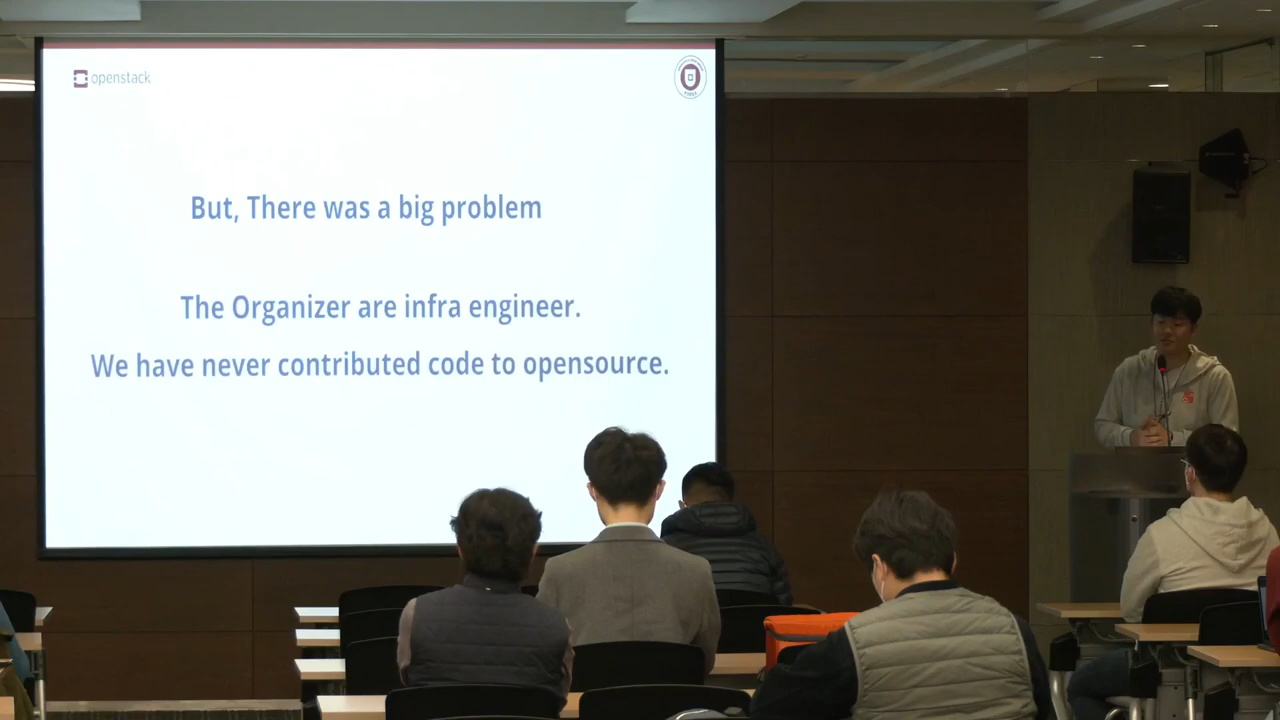 openstack
But, There was a big problem
The Organizer are infra engineer.
We have never contributed code to opensource.